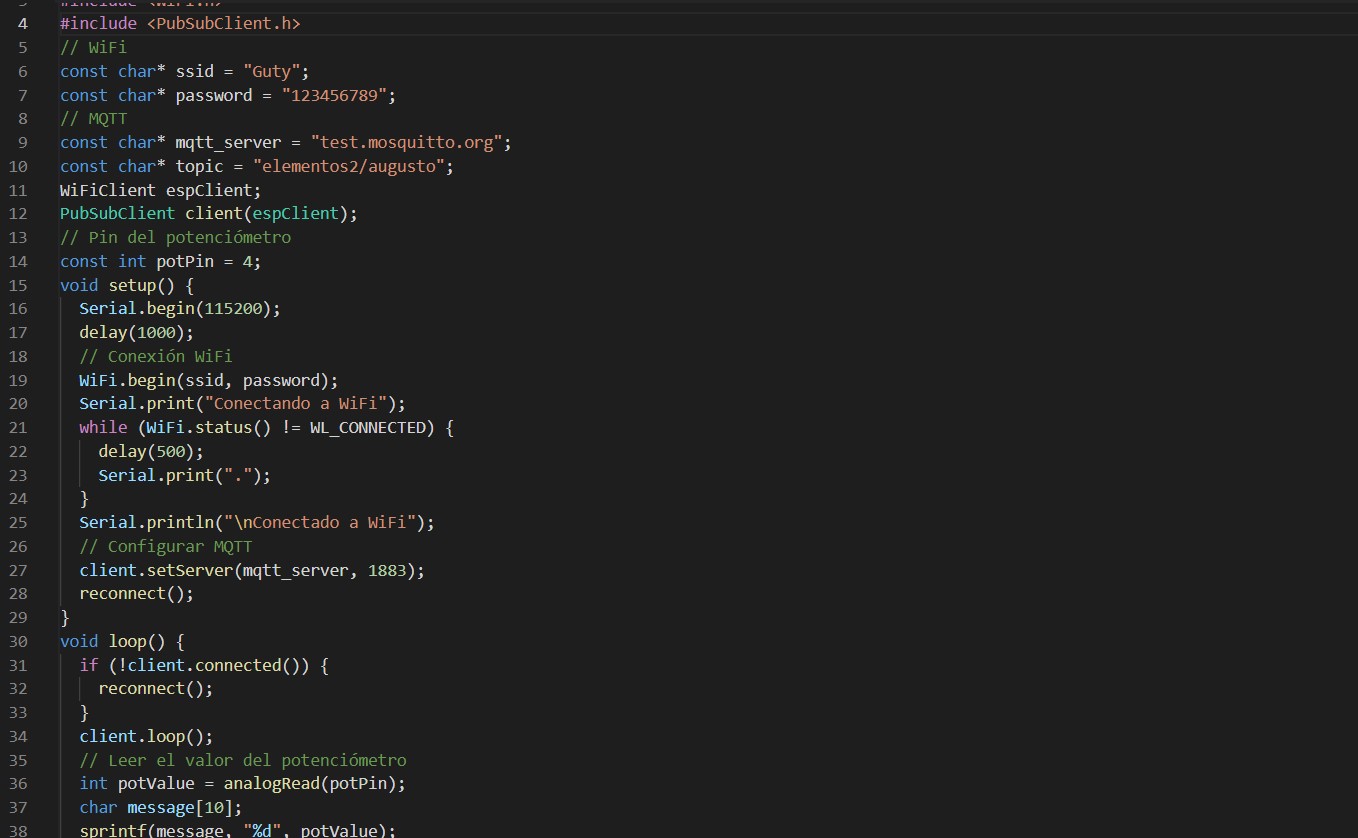 3 #include <WiFi.h>
4 #include <PubSubClient.h>
5 // WiFi
6 const char* ssid = "Guty";
7 const char* password = "123456789";
8 // MQTT
9 const char* mqtt_server = "test.mosquitto.org";
10 const char* topic = "elementos2/augusto";
11 WiFiClient espClient;
12 PubSubClient client(espClient);
13 // Pin del potenciómetro
14 const int potPin = 4;
15 void setup() {
16   Serial.begin(115200);
17   delay(1000);
18   // Conexión WiFi
19   WiFi.begin(ssid, password);
20   Serial.print("Conectando a WiFi");
21   while (WiFi.status() != WL_CONNECTED) {
22     delay(500);
23     Serial.print(".");
24   }
25   Serial.println("\nConectado a WiFi");
26   // Configurar MQTT
27   client.setServer(mqtt_server, 1883);
28   reconnect();
29 }
30 void loop() {
31   if (!client.connected()) {
32     reconnect();
33   }
34   client.loop();
35   // Leer el valor del potenciómetro
36   int potValue = analogRead(potPin);
37   char message[10];
38   sprintf(message, "%d", potValue);